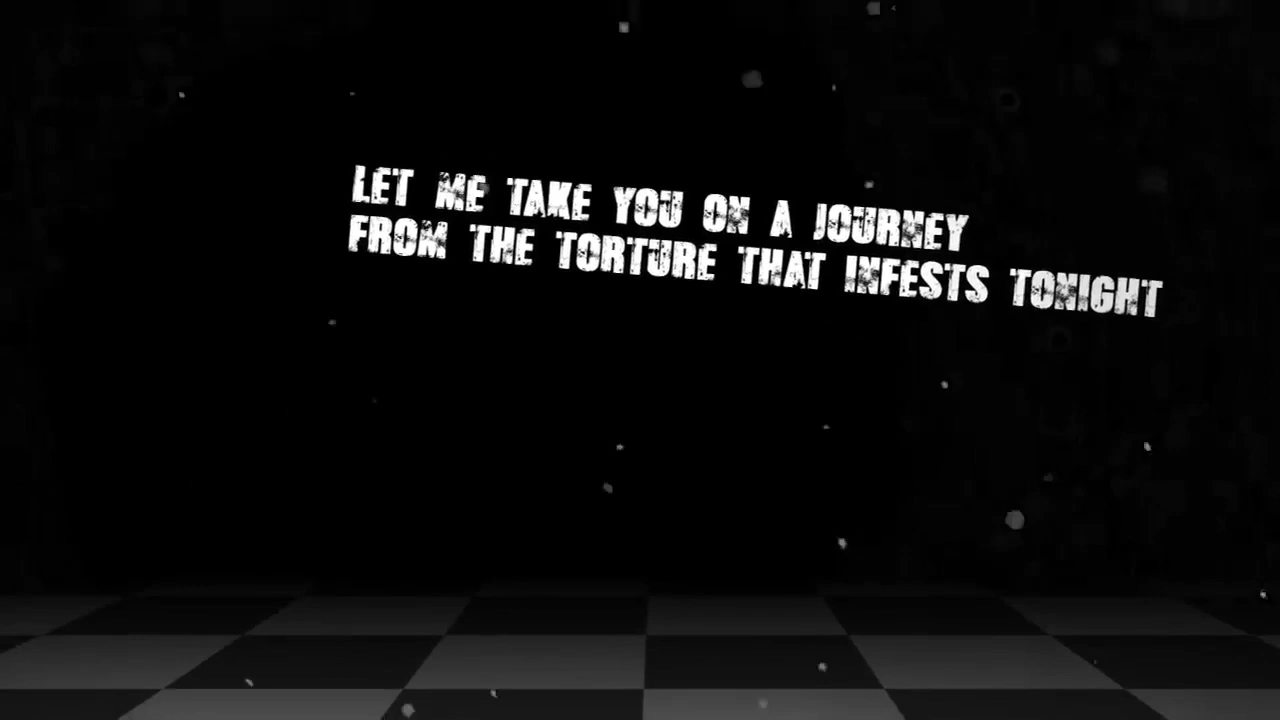 LET ME TAKE YOU ON A JOURNEY
FROM THE TORTURE THAT INFESTS TONIGHT